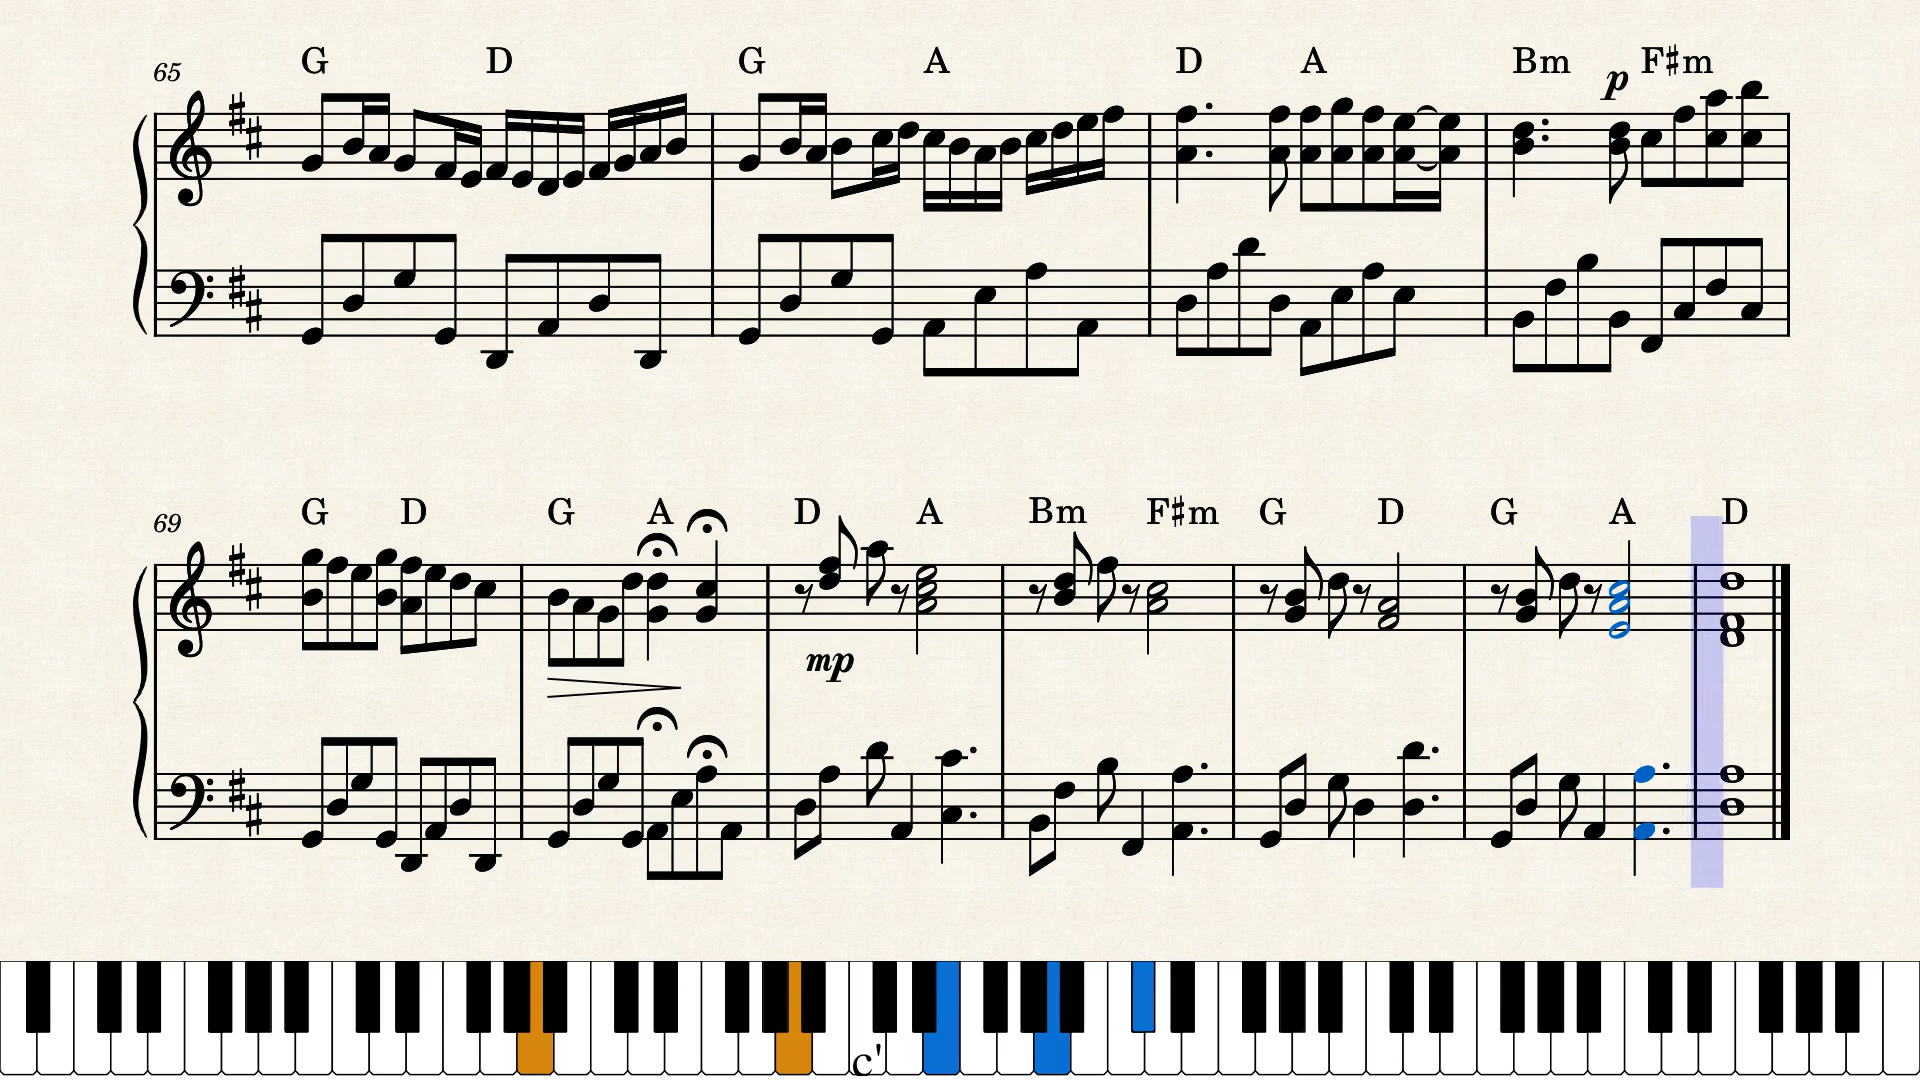 G D G A D A Bm F♯m
p
65
G D G A D A Bm F♯m G D G A D
69
mp
c'